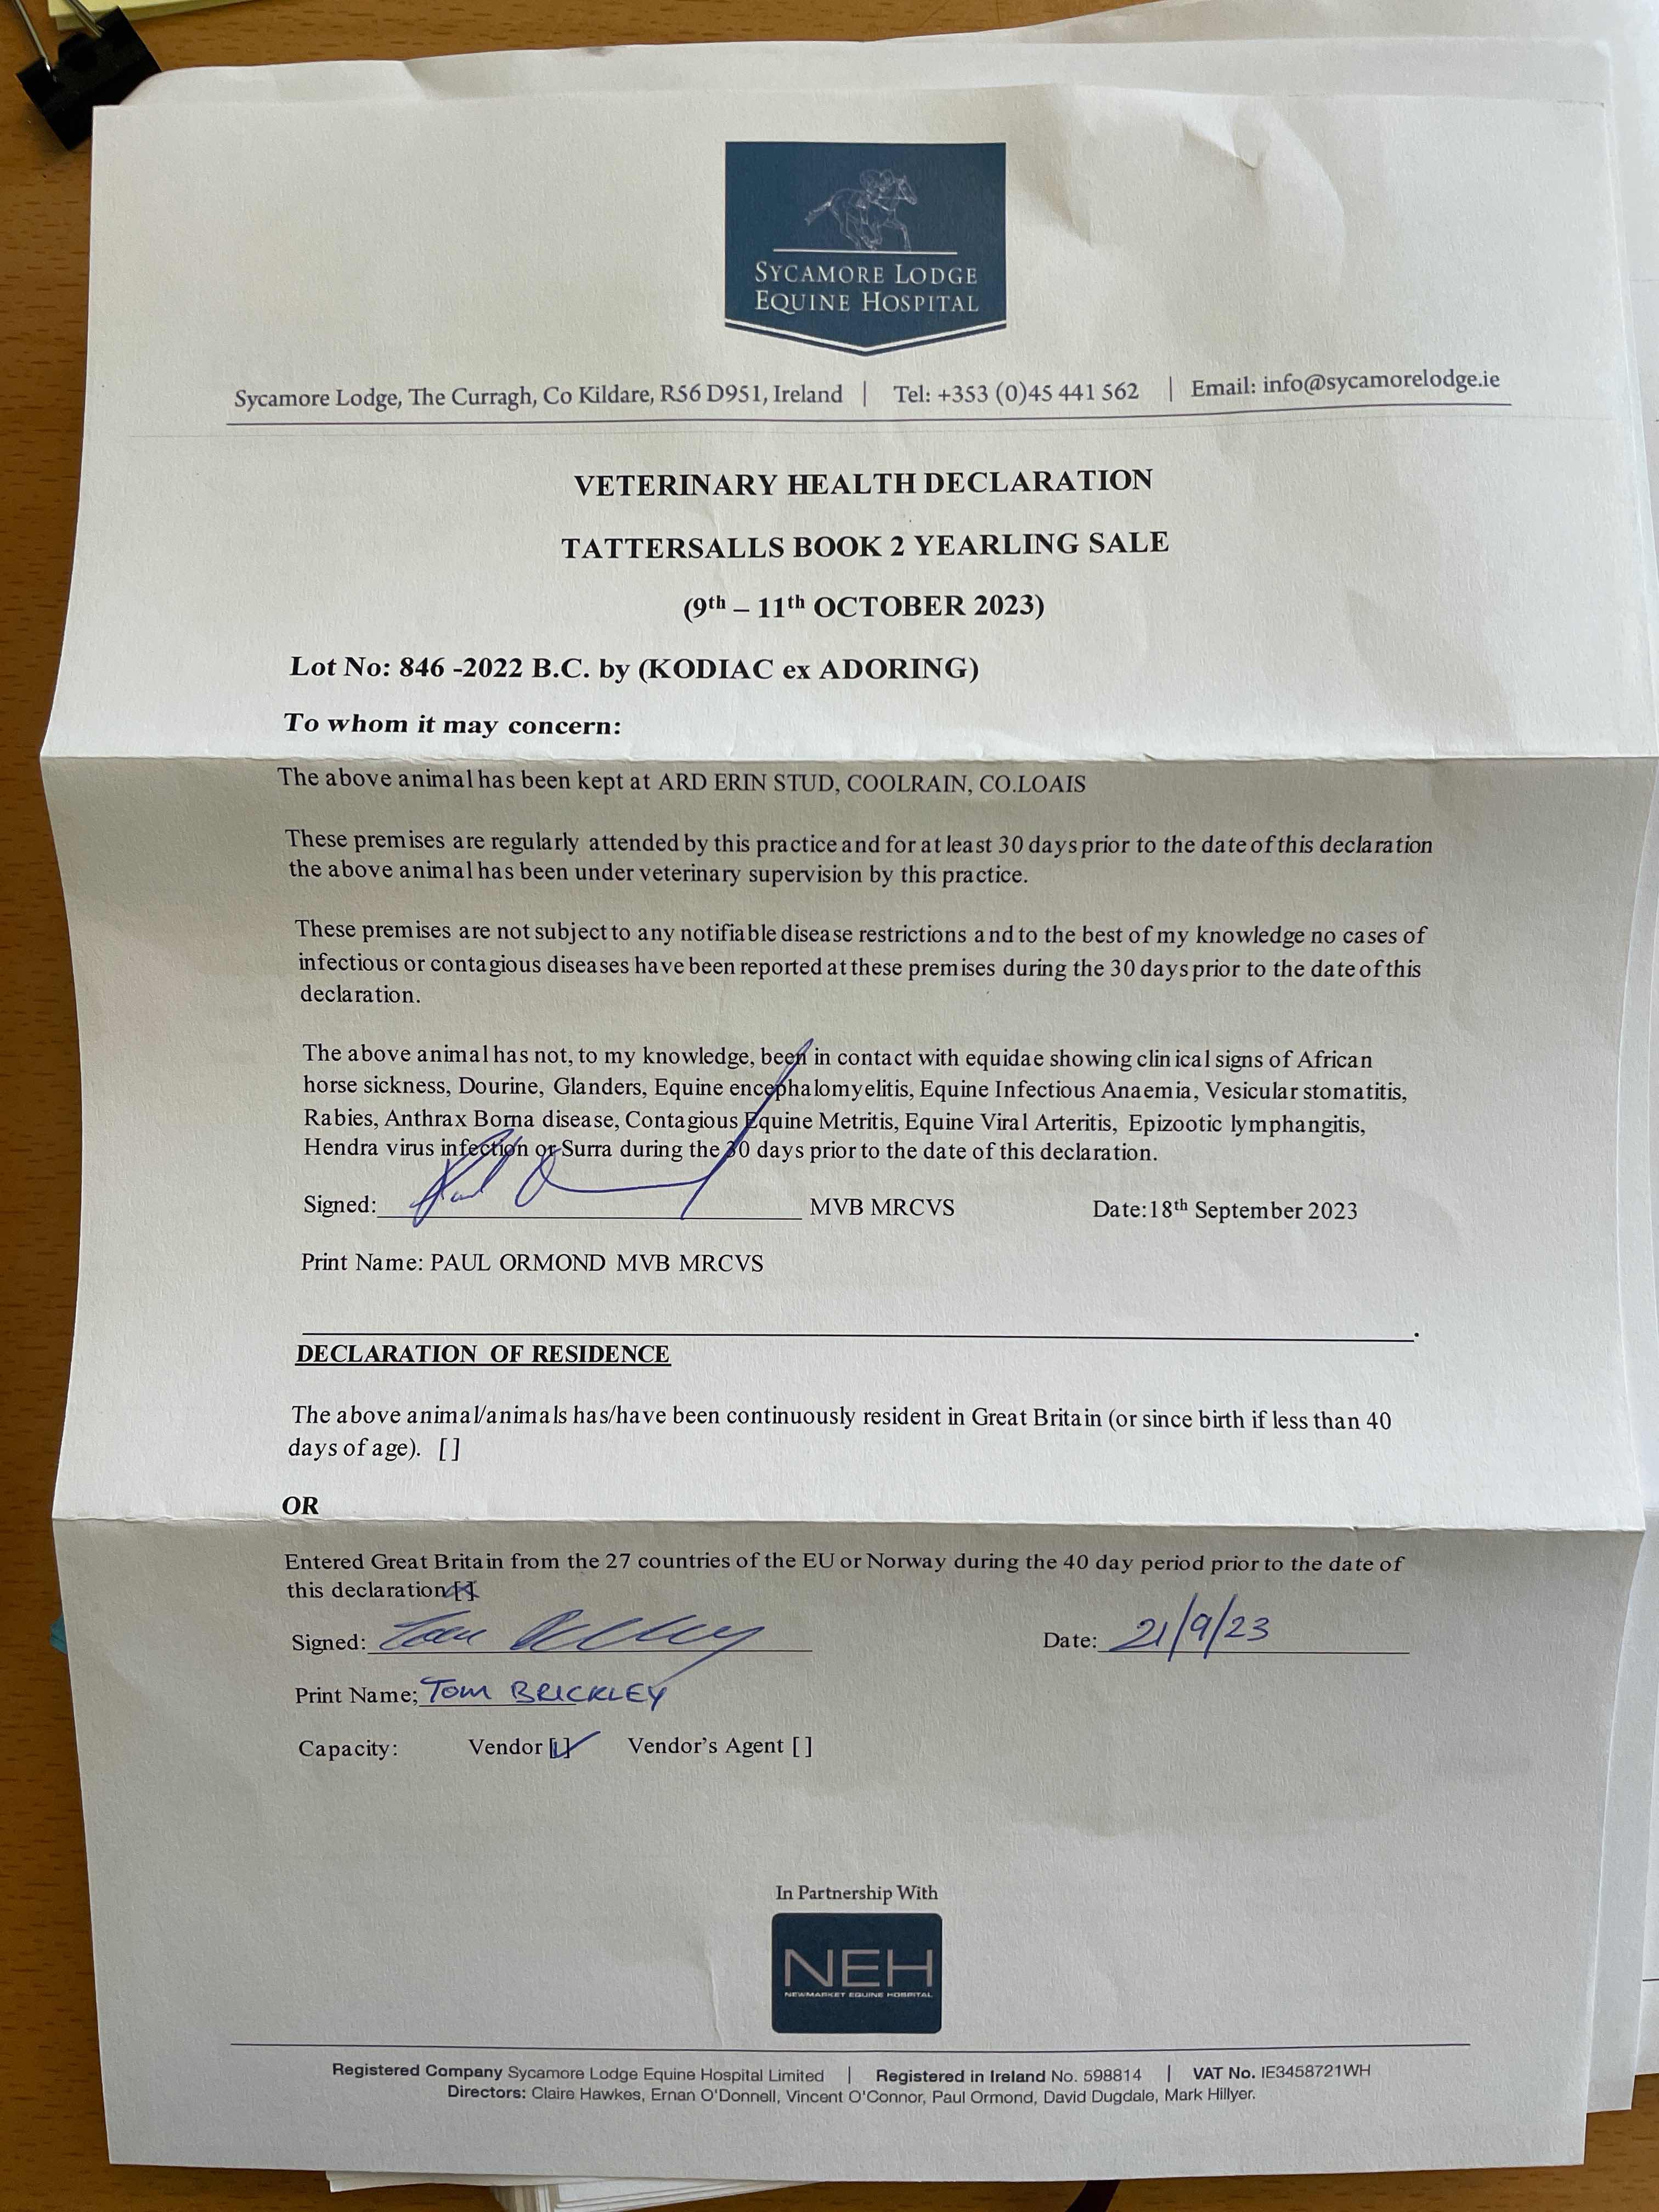 SYCAMORE LODGE
EQUINE HOSPITAL
Sycamore Lodge, The Curragh, Co Kildare, R56 D951, Ireland | Tel: +353 (0)45 441 562 | Email: info@sycamorelodge.ie
VETERINARY HEALTH DECLARATION
TATTERSALLS BOOK 2 YEARLING SALE
(9th – 11th OCTOBER 2023)
Lot No: 846 -2022 B.C. by (KODIAC ex ADORING)
To whom it may concern:
The above animal has been kept at ARD ERIN STUD, COOLRAIN, CO.LOAIS
These premises are regularly attended by this practice and for at least 30 days prior to the date of this declaration
the above animal has been under veterinary supervision by this practice.
These premises are not subject to any notifiable disease restrictions and to the best of my knowledge no cases of
infectious or contagious diseases have been reported at these premises during the 30 days prior to the date of this
declaration.
The above animal has not, to my knowledge, been in contact with equidae showing clinical signs of African
horse sickness, Dourine, Glanders, Equine encephalomyelitis, Equine Infectious Anaemia, Vesicular stomatitis,
Rabies, Anthrax Borna disease, Contagious Equine Metritis, Equine Viral Arteritis, Epizootic lymphangitis,
Hendra virus infection or Surra during the 30 days prior to the date of this declaration.
Signed: MVB MRCVS Date:18th September 2023
Print Name: PAUL ORMOND MVB MRCVS
DECLARATION OF RESIDENCE
The above animal/animals has/have been continuously resident in Great Britain (or since birth if less than 40
days of age). [ ]
OR
Entered Great Britain from the 27 countries of the EU or Norway during the 40 day period prior to the date of
this declaration [x]
Signed: Tom Brickley Date: 21/9/23
Print Name; TOM BRICKLEY
Capacity: Vendor [✓] Vendor's Agent [ ]
In Partnership With
NEH
NEWMARKET EQUINE HOSPITAL
Registered Company Sycamore Lodge Equine Hospital Limited | Registered in Ireland No. 598814 | VAT No. IE3458721WH
Directors: Claire Hawkes, Ernan O'Donnell, Vincent O'Connor, Paul Ormond, David Dugdale, Mark Hillyer.